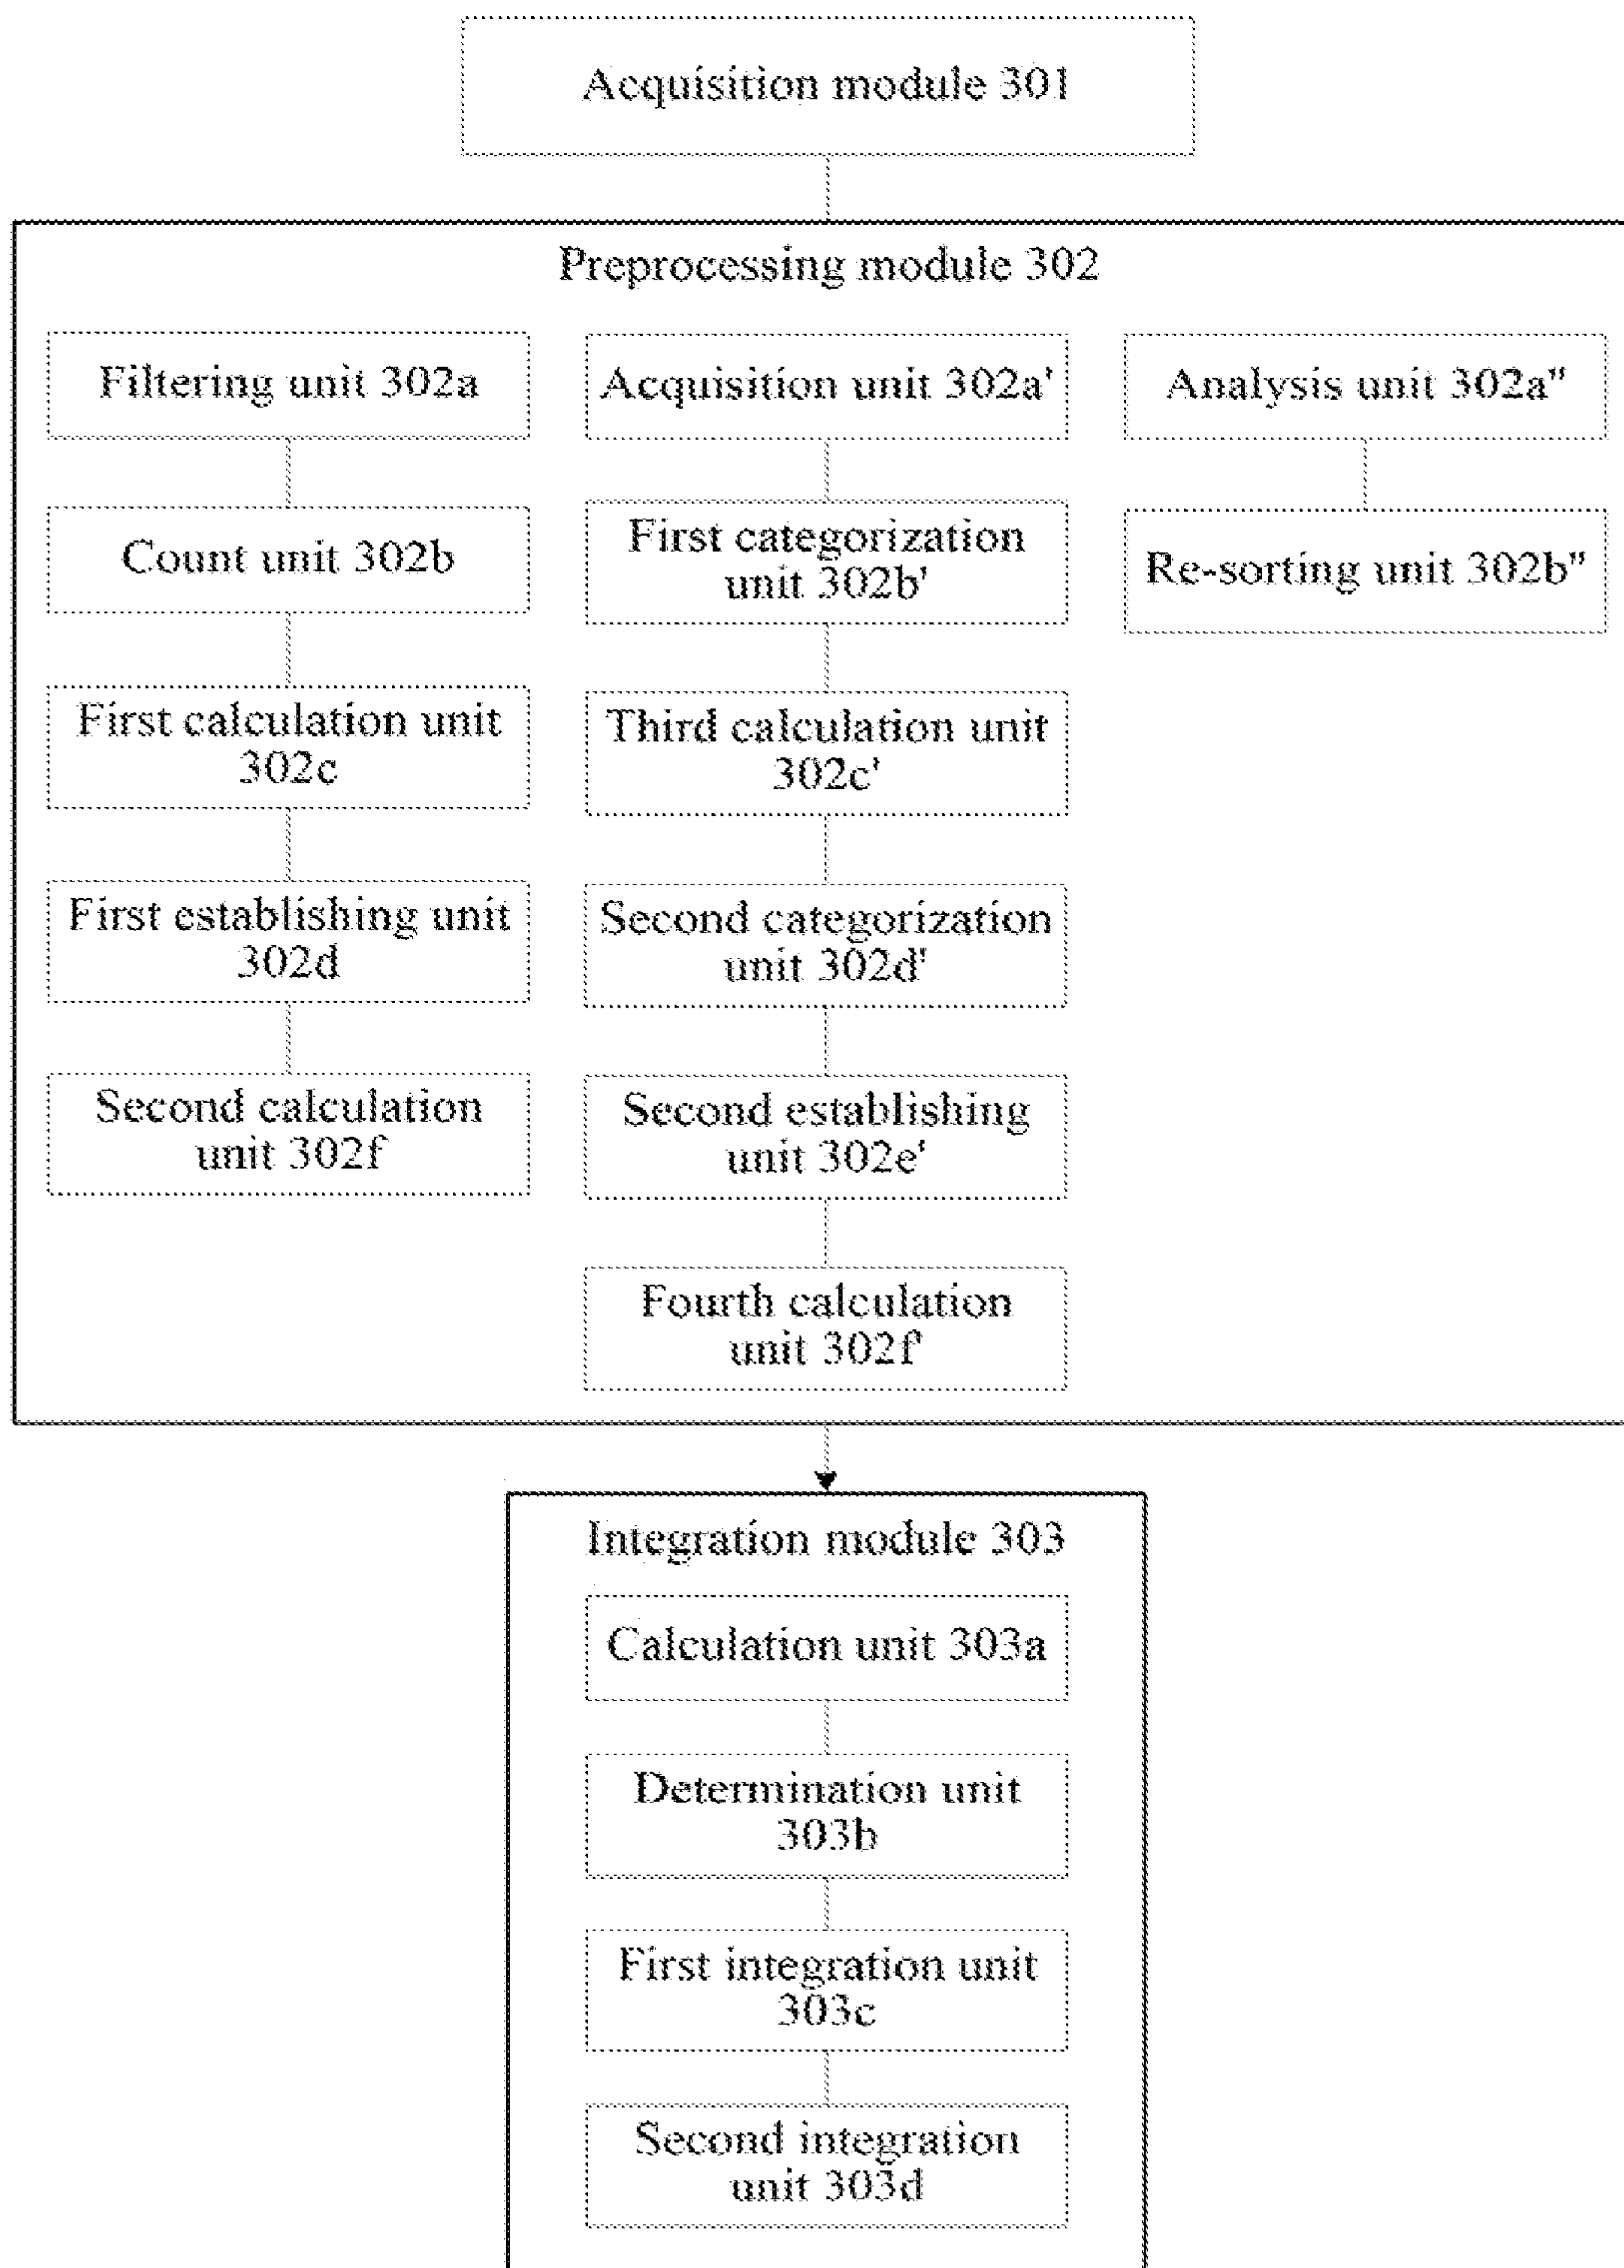 Acquisition module 301
Preprocessing module 302
Filtering unit 302a
Count unit 302b
First calculation unit
302c
First establishing unit
302d
Second calculation
unit 302f
Acquisition unit 302a'
First categorization
unit 302b'
Third calculation unit
302c'
Second categorization
unit 302d'
Second establishing
unit 302e'
Fourth calculation
unit 302f'
Analysis unit 302a"
Re-sorting unit 302b"
Integration module 303
Calculation unit 303a
Determination unit
303b
First integration unit
303c
Second integration
unit 303d